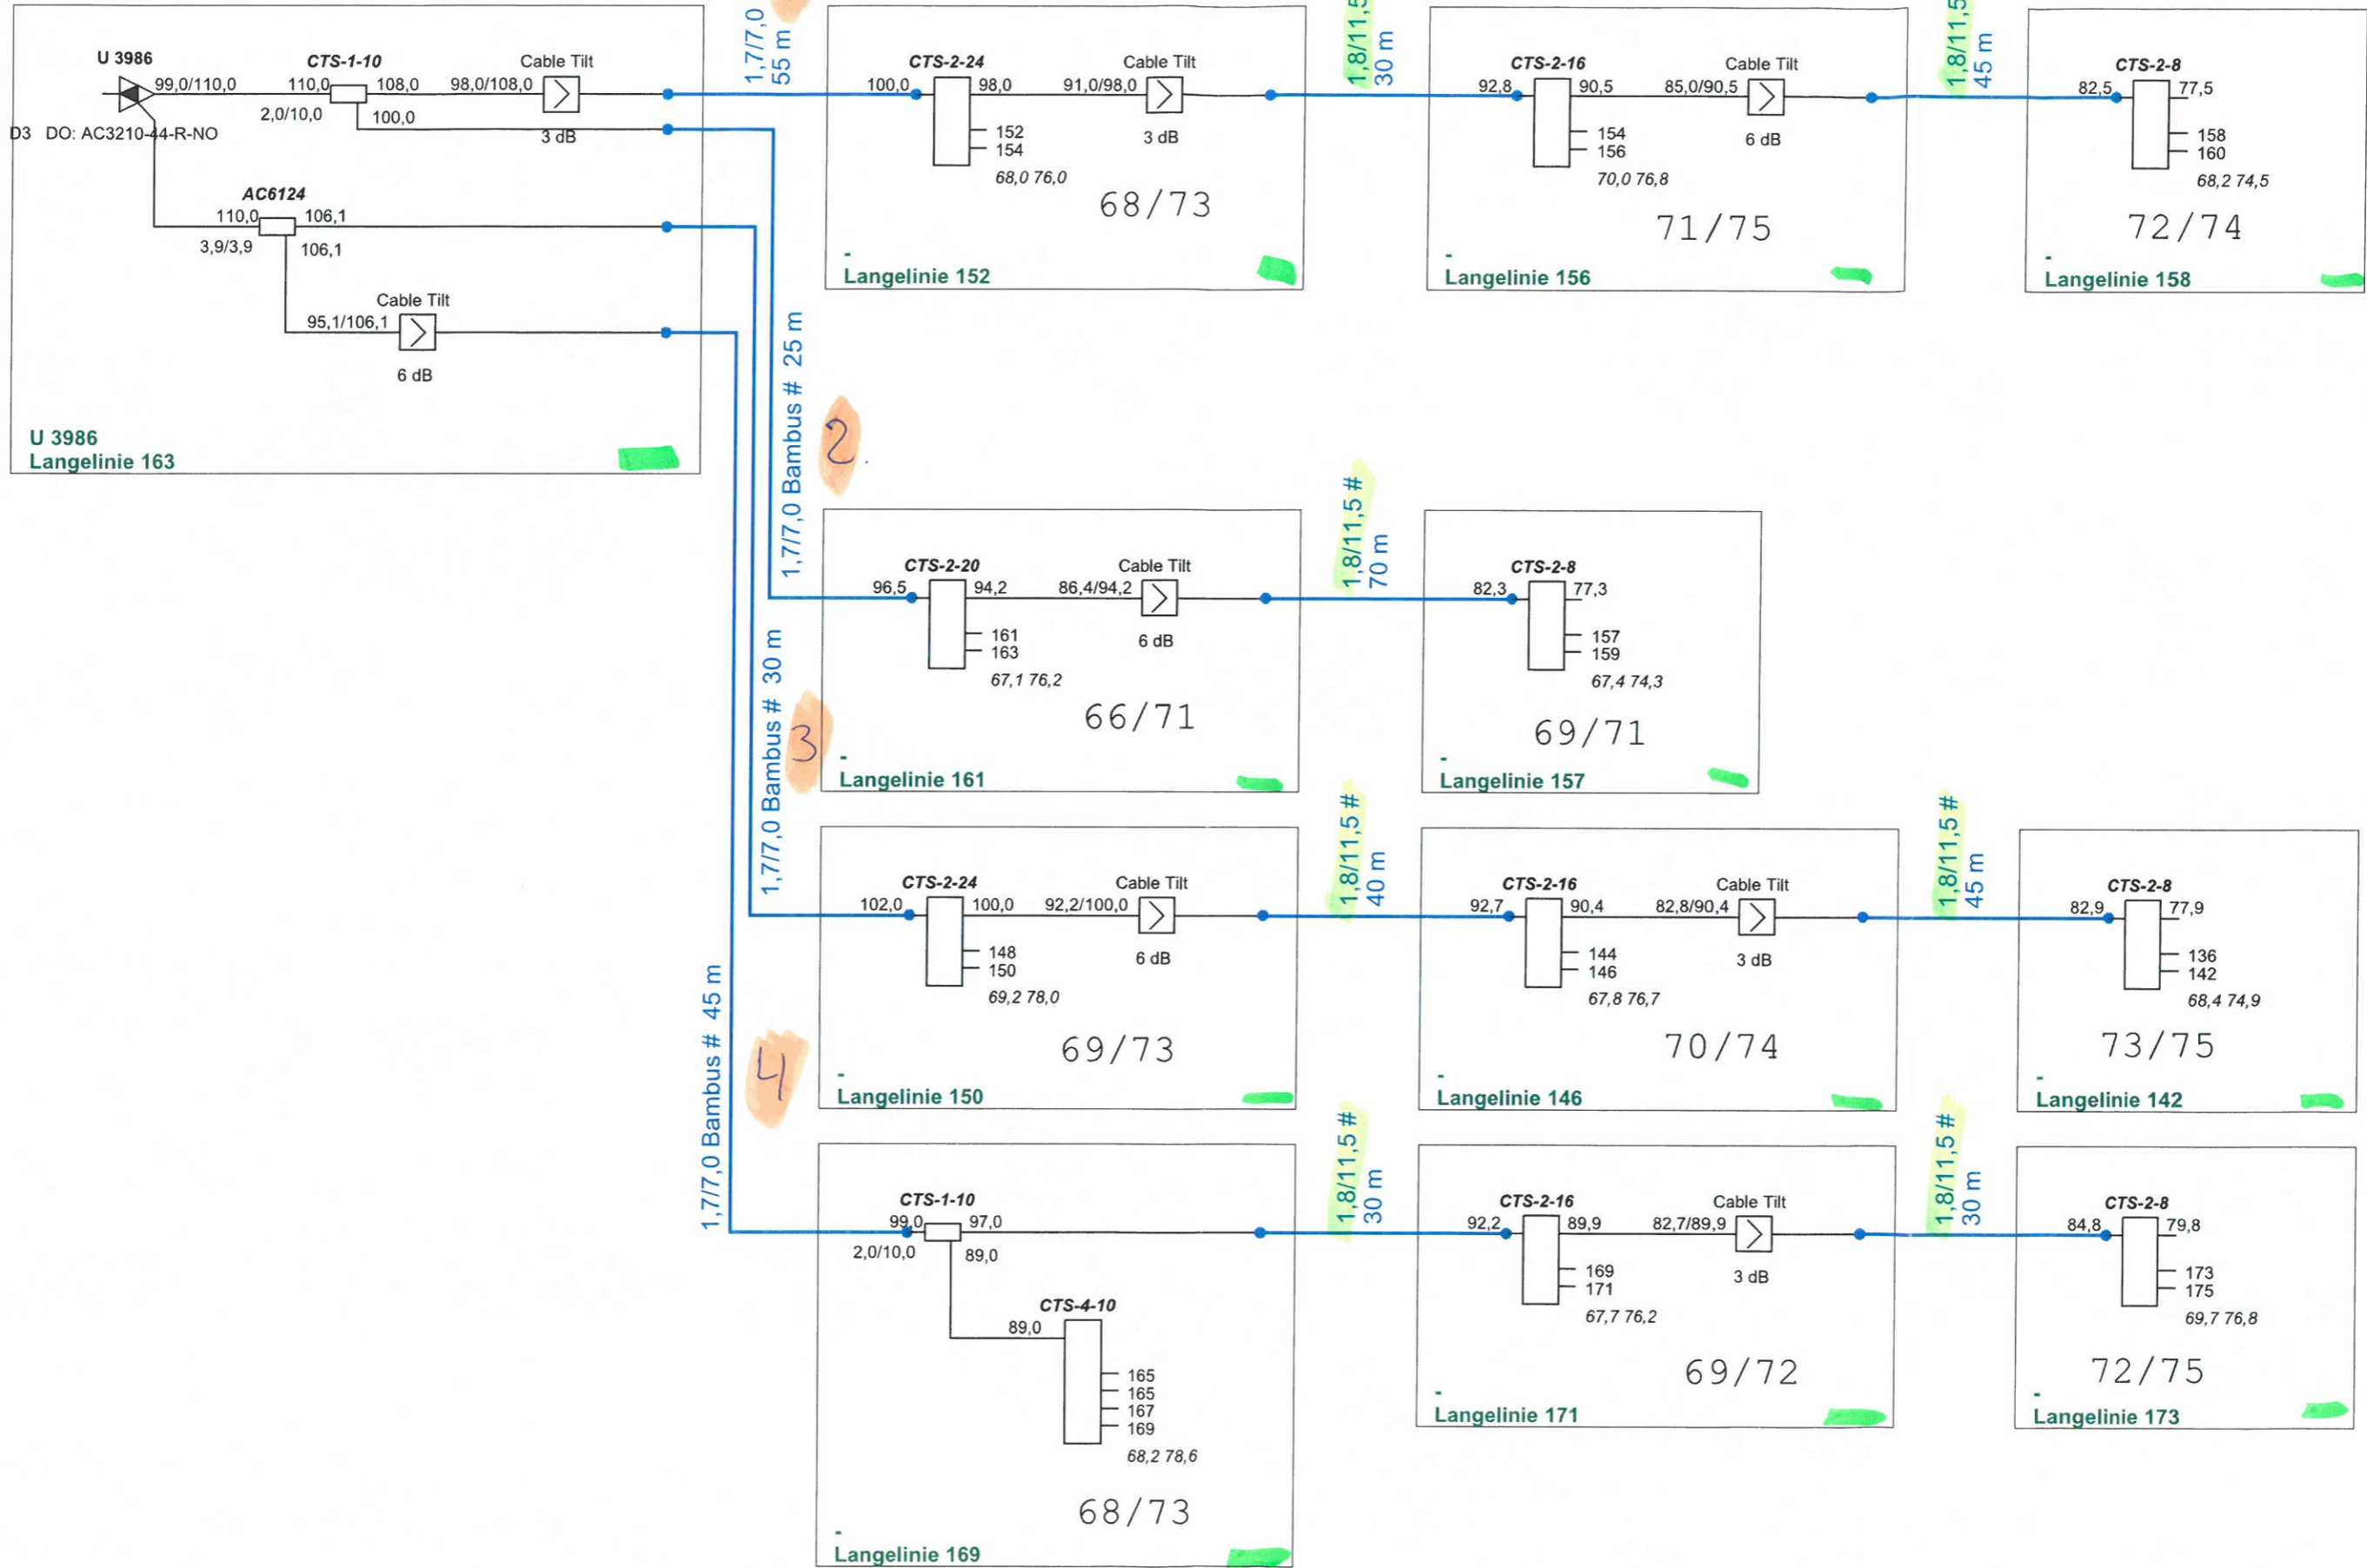 U 3986
99,0/110,0
D3 DO: AC3210-44-R-NO
CTS-1-10
110,0
108,0
2,0/10,0
100,0
98,0/108,0
Cable Tilt
3 dB
AC6124
110,0
106,1
3,9/3,9
106,1
Cable Tilt
95,1/106,1
6 dB
U 3986
Langelinie 163
1,7/7,0
55 m
CTS-2-24
100,0
98,0
91,0/98,0
Cable Tilt
3 dB
152
154
68,0 76,0
68/73
-
Langelinie 152
1,8/11,5
30 m
CTS-2-16
92,8
90,5
85,0/90,5
Cable Tilt
6 dB
154
156
70,0 76,8
71/75
-
Langelinie 156
1,8/11,5
45 m
CTS-2-8
82,5
77,5
158
160
68,2 74,5
72/74
-
Langelinie 158
1,7/7,0 Bambus # 25 m
2
CTS-2-20
96,5
94,2
86,4/94,2
Cable Tilt
6 dB
161
163
67,1 76,2
66/71
-
Langelinie 161
1,8/11,5 #
70 m
CTS-2-8
82,3
77,3
157
159
67,4 74,3
69/71
-
Langelinie 157
1,7/7,0 Bambus # 30 m
3
CTS-2-24
102,0
100,0
92,2/100,0
Cable Tilt
6 dB
148
150
69,2 78,0
69/73
-
Langelinie 150
1,8/11,5 #
40 m
CTS-2-16
92,7
90,4
82,8/90,4
Cable Tilt
3 dB
144
146
67,8 76,7
70/74
-
Langelinie 146
1,8/11,5 #
45 m
CTS-2-8
82,9
77,9
136
142
68,4 74,9
73/75
-
Langelinie 142
1,7/7,0 Bambus # 45 m
4
CTS-1-10
99,0
97,0
2,0/10,0
89,0
CTS-4-10
89,0
165
165
167
169
68,2 78,6
68/73
-
Langelinie 169
1,8/11,5 #
30 m
CTS-2-16
92,2
89,9
82,7/89,9
Cable Tilt
3 dB
169
171
67,7 76,2
69/72
-
Langelinie 171
1,8/11,5 #
30 m
CTS-2-8
84,8
79,8
173
175
69,7 76,8
72/75
-
Langelinie 173